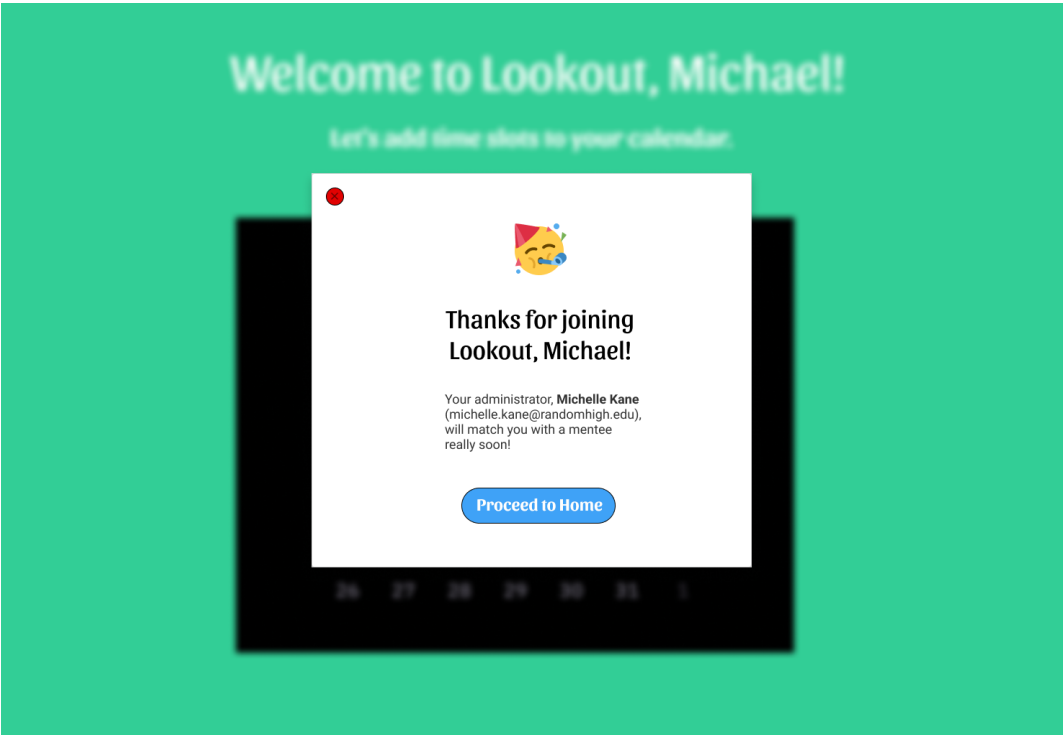 Welcome to Lookout, Michael!
Let's add time slots to your calendar.
Thanks for joining
Lookout, Michael!
Your administrator, Michelle Kane
(michelle.kane@randomhigh.edu),
will match you with a mentee
really soon!
Proceed to Home
26 27 28 29 30 31 1